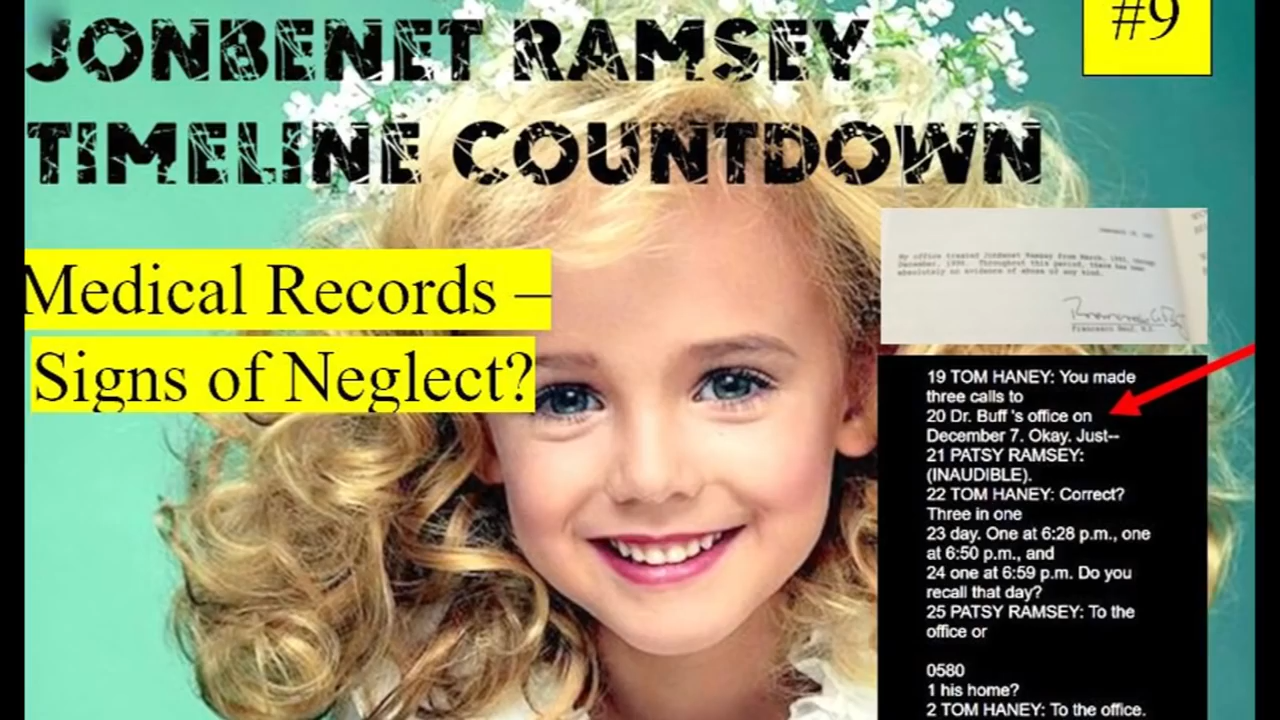 JONBENET RAMSEY
#9
TIMELINE COUNTDOWN
Medical Records –
Signs of Neglect?
My office treated Jonbenet Ramsey from March, through
December, 1996. Throughout this period, there has been
absolutely no evidence of abuse of any kind.
19 TOM HANEY: You made
three calls to
20 Dr. Buff 's office on
December 7. Okay. Just--
21 PATSY RAMSEY:
(INAUDIBLE).
22 TOM HANEY: Correct?
Three in one
23 day. One at 6:28 p.m., one
at 6:50 p.m., and
24 one at 6:59 p.m. Do you
recall that day?
25 PATSY RAMSEY: To the
office or
0580
1 his home?
2 TOM HANEY: To the office.